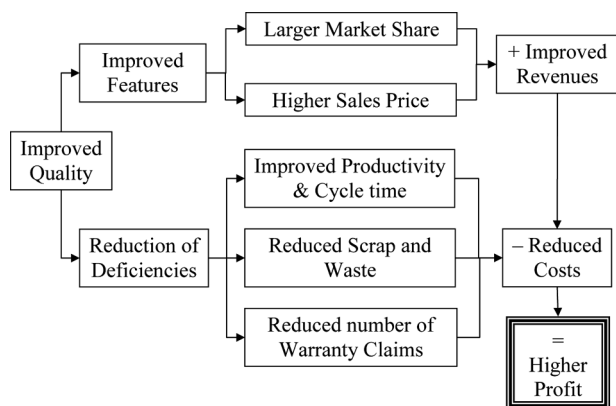 Improved
Quality
Improved
Features
Larger Market Share
Higher Sales Price
+ Improved
Revenues
Reduction of
Deficiencies
Improved Productivity
& Cycle time
Reduced Scrap and
Waste
Reduced number of
Warranty Claims
– Reduced
Costs
=
Higher
Profit